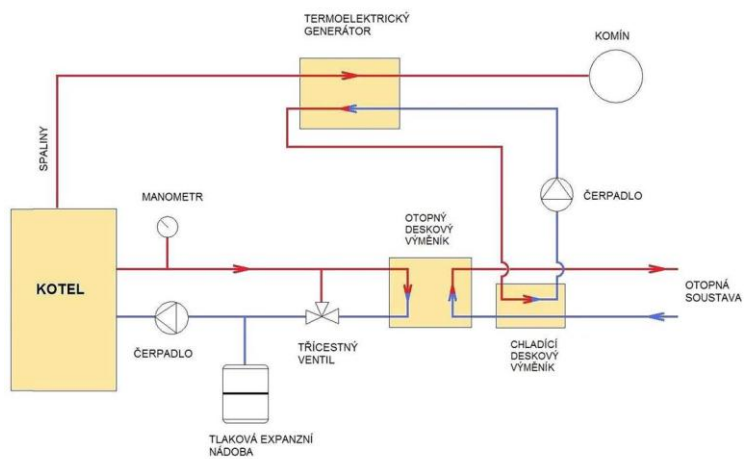 TERMOELEKTRICKÝ
GENERÁTOR
KOMÍN
SPALINY
MANOMETR
OTOPNÝ
DESKOVÝ
VÝMĚNÍK
ČERPADLO
KOTEL
OTOPNÁ
SOUSTAVA
ČERPADLO
TŘÍCESTNÝ
VENTIL
CHLADÍCÍ
DESKOVÝ
VÝMĚNÍK
TLAKOVÁ EXPANZNÍ
NÁDOBA